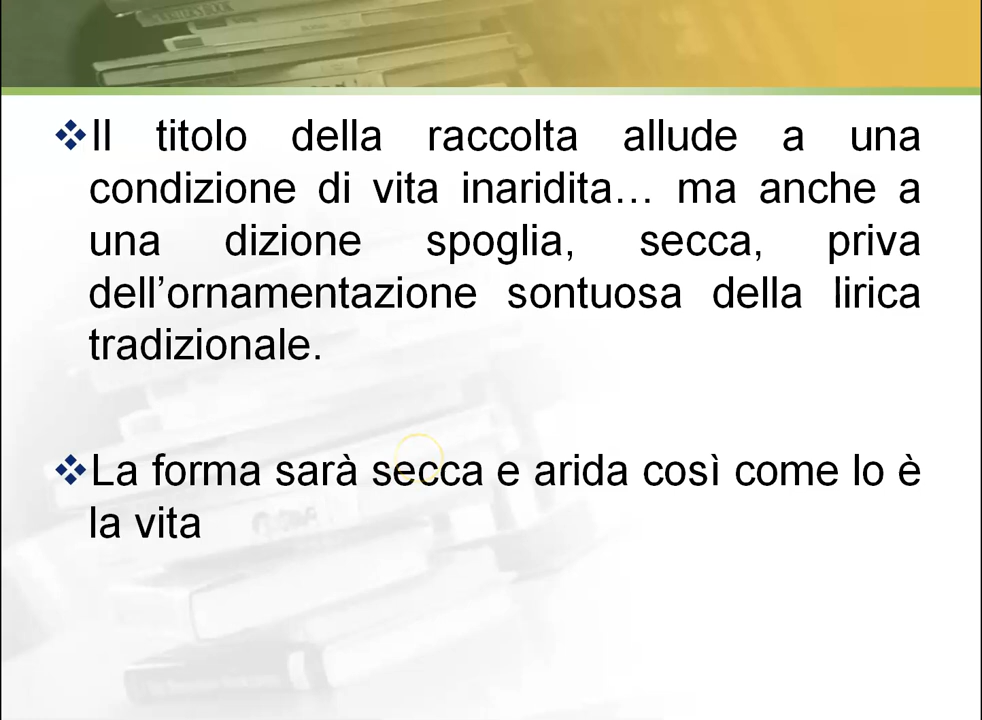 ❖Il titolo della raccolta allude a una
condizione di vita inaridita… ma anche a
una dizione spoglia, secca, priva
dell’ornamentazione sontuosa della lirica
tradizionale.
❖La forma sarà secca e arida così come lo è
la vita